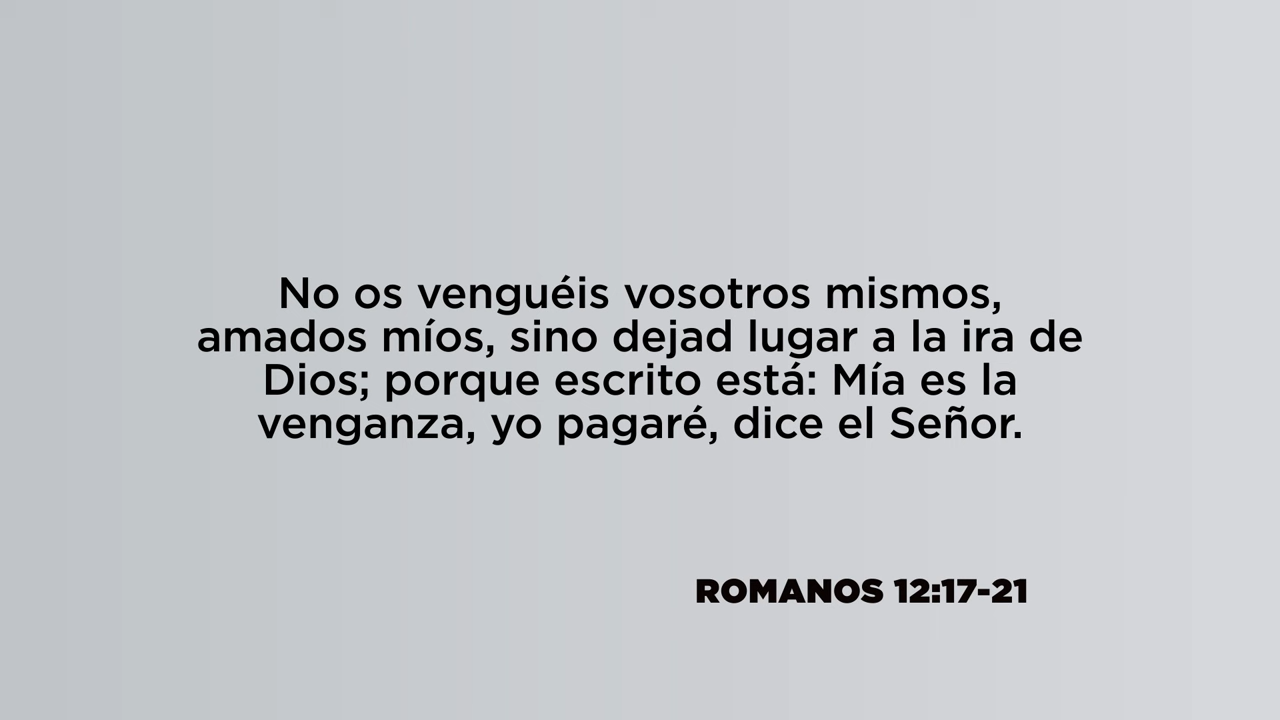 No os venguéis vosotros mismos,
amados míos, sino dejad lugar a la ira de
Dios; porque escrito está: Mía es la
venganza, yo pagaré, dice el Señor.
ROMANOS 12:17-21